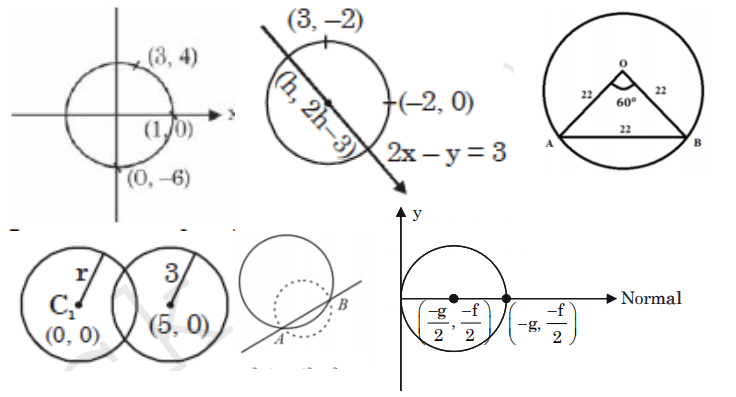 (3, 4)
x
(1, 0)
(0, –6)
(3, –2)
(h, 2h–3)
(–2, 0)
2x – y = 3
O
22
22
60°
22
A
B
r
C₁
(0, 0)
3
(5, 0)
A
B
y
Normal
(-g/2, -f/2)
(-g, -f/2)